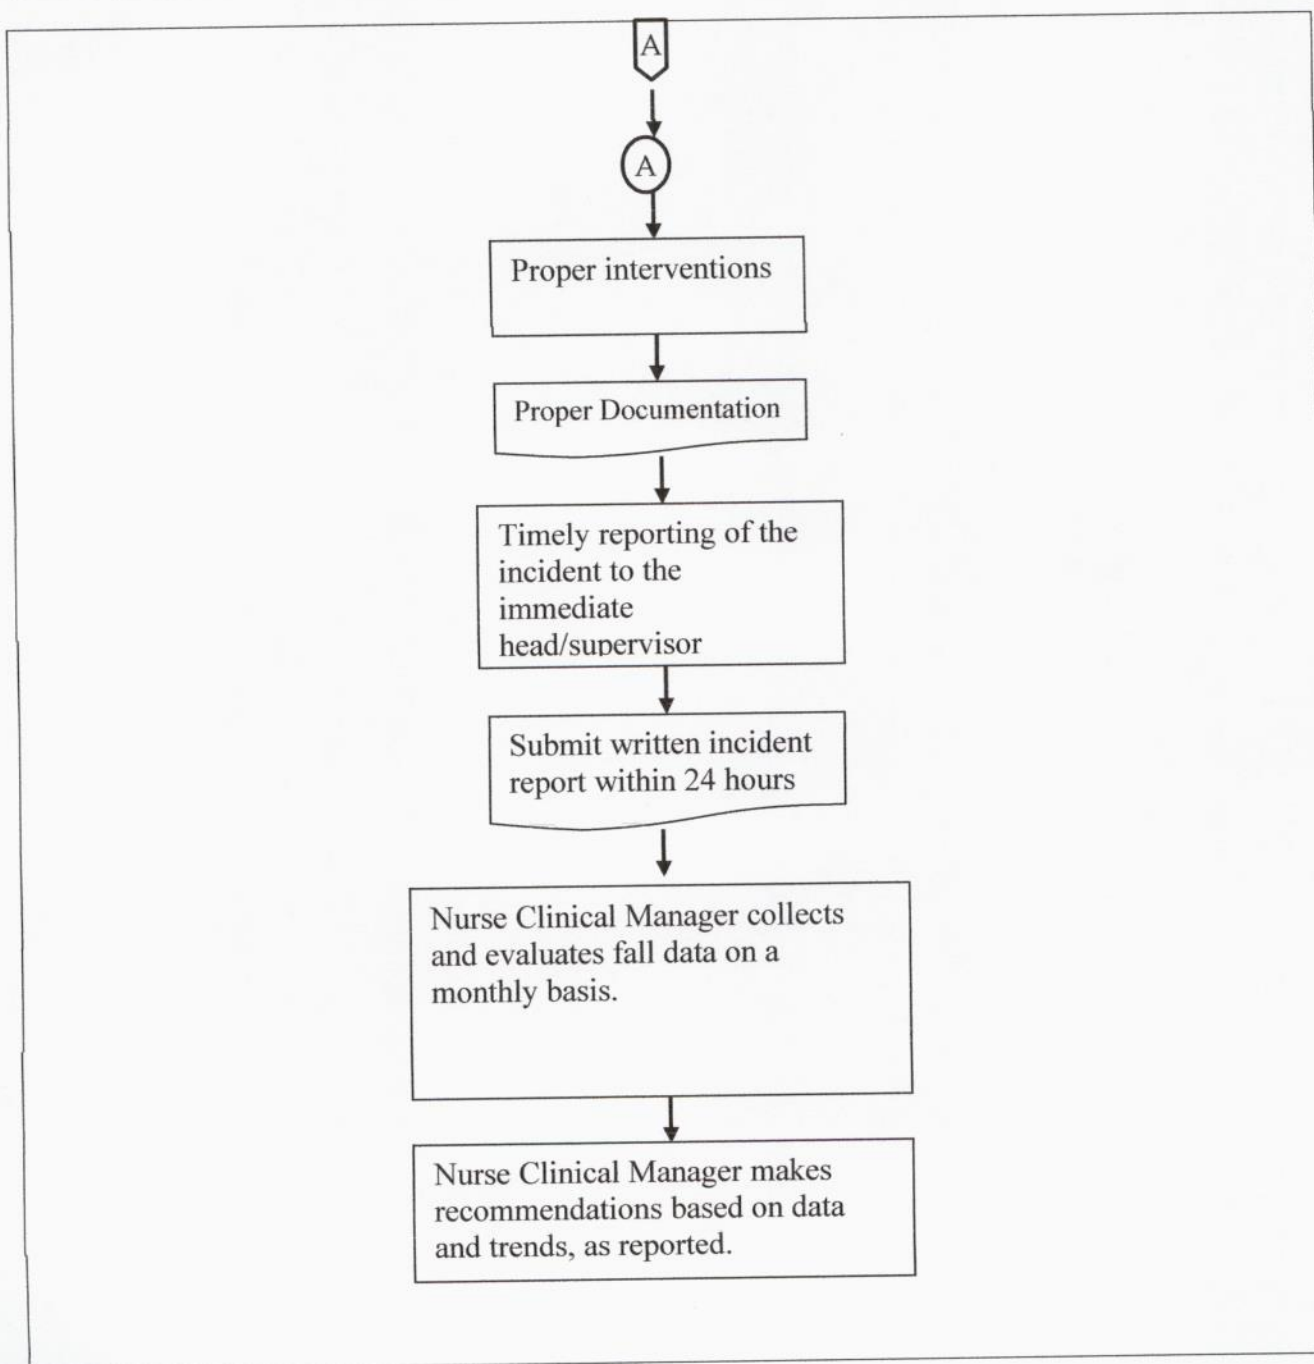 A
A
Proper interventions
Proper Documentation
Timely reporting of the
incident to the
immediate
head/supervisor
Submit written incident
report within 24 hours
Nurse Clinical Manager collects
and evaluates fall data on a
monthly basis.
Nurse Clinical Manager makes
recommendations based on data
and trends, as reported.